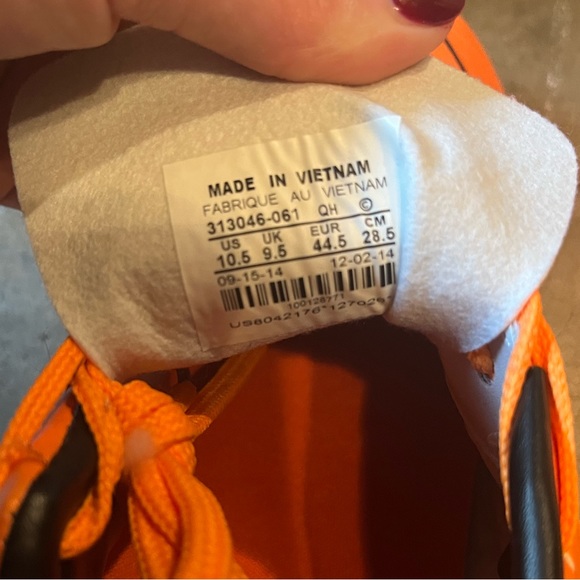 MADE IN VIETNAM
FABRIQUE AU VIETNAM
313046-061 QH ©
US UK EUR CM
10.5 9.5 44.5 28.5
09-15-14 12-02-14
100128771